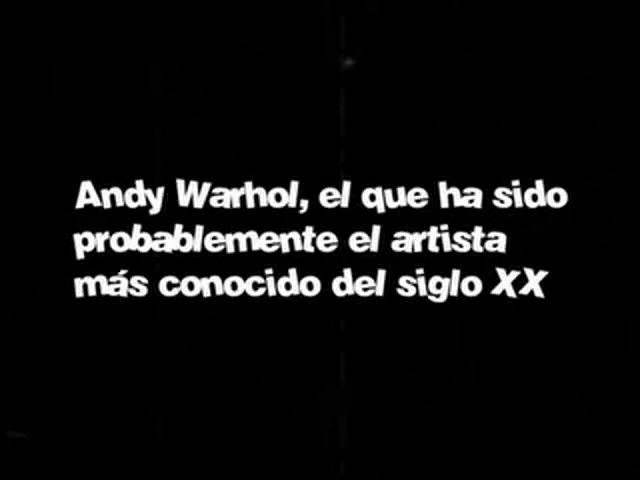 Andy Warhol, el que ha sido
probablemente el artista
más conocido del siglo XX